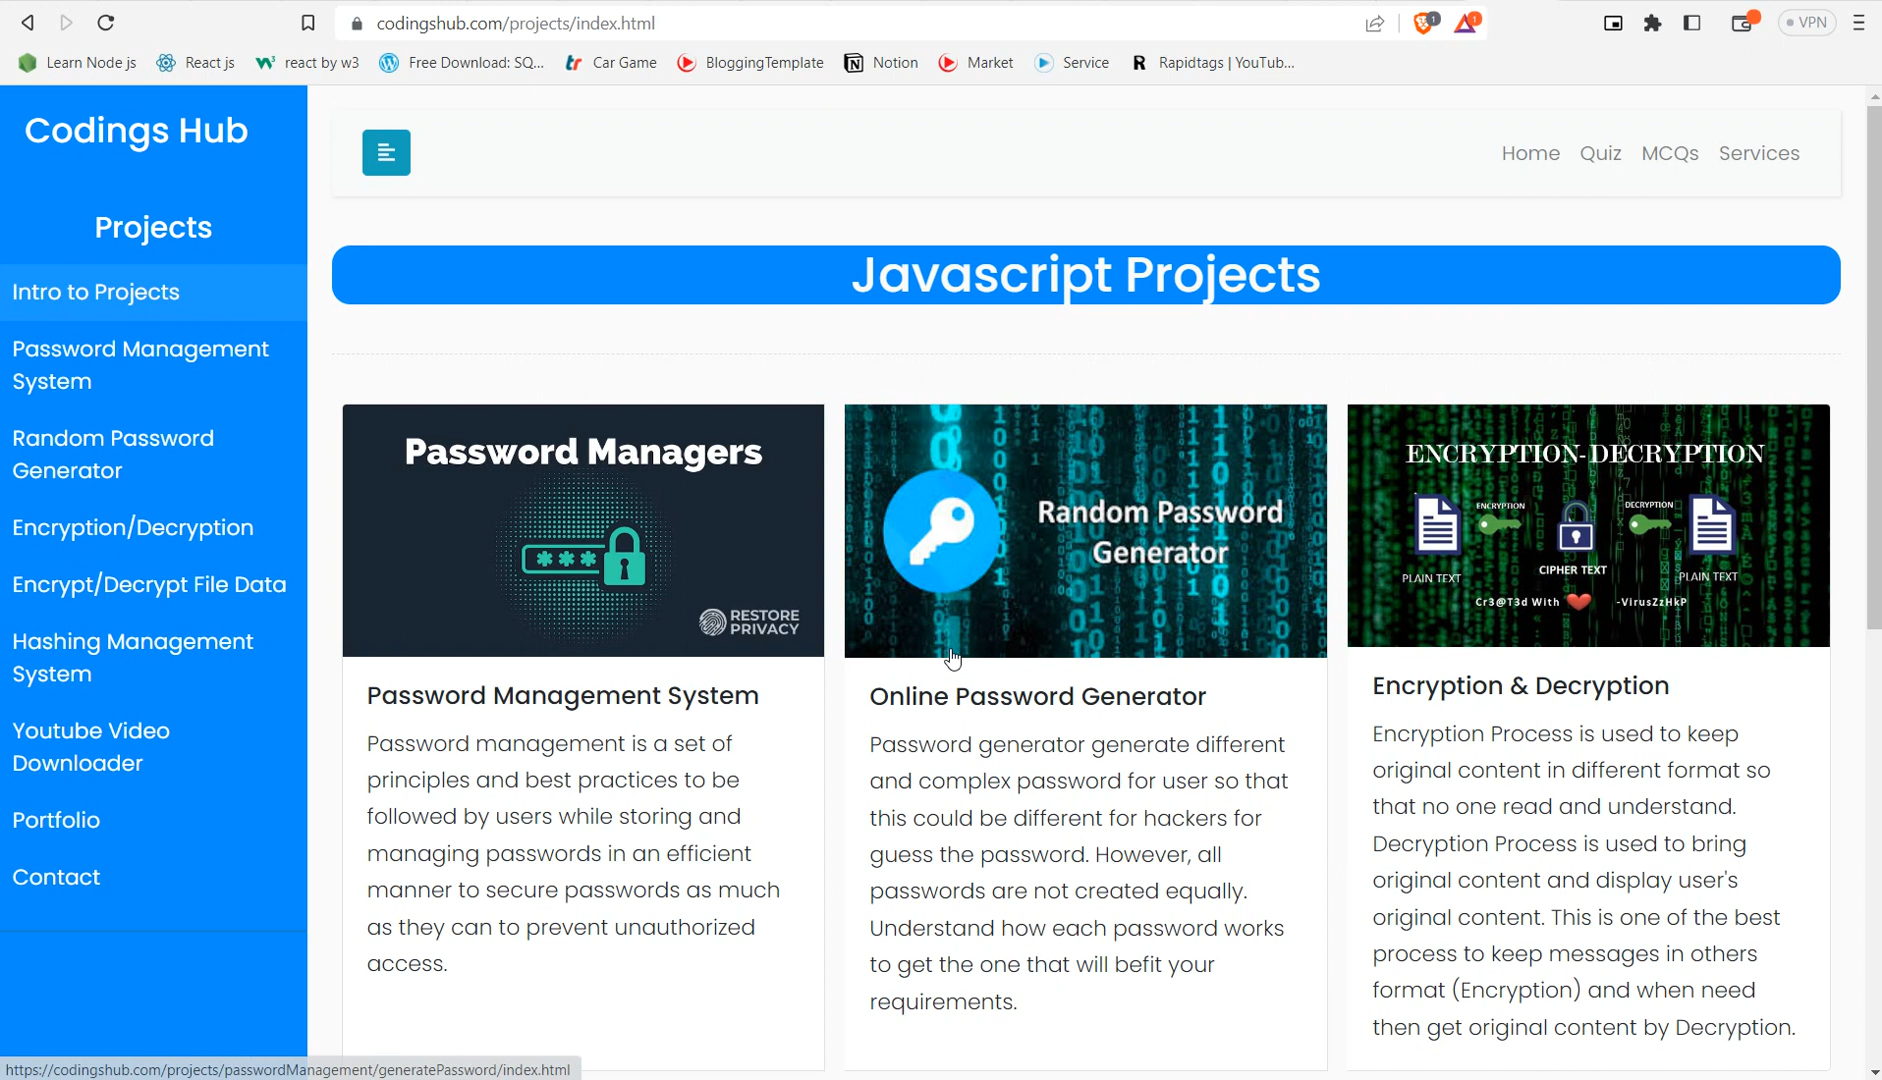 codingshub.com/projects/index.html
1
1
VPN
Learn Node js
React js
react by w3
Free Download: SQ...
Car Game
BloggingTemplate
Notion
Market
Service
Rapidtags | YouTub...
Codings Hub
Projects
Intro to Projects
Password Management
System
Random Password
Generator
Encryption/Decryption
Encrypt/Decrypt File Data
Hashing Management
System
Youtube Video
Downloader
Portfolio
Contact
Home
Quiz
MCQs
Services
Javascript Projects
Password Managers
***
RESTORE
PRIVACY
Password Management System
Password management is a set of
principles and best practices to be
followed by users while storing and
managing passwords in an efficient
manner to secure passwords as much
as they can to prevent unauthorized
access.
Random Password
Generator
Online Password Generator
Password generator generate different
and complex password for user so that
this could be different for hackers for
guess the password. However, all
passwords are not created equally.
Understand how each password works
to get the one that will befit your
requirements.
ENCRYPTION-DECRYPTION
ENCRYPTION
DECRYPTION
PLAIN TEXT
CIPHER TEXT
PLAIN TEXT
Cr3@T3d With ❤ -VirusZzHkP
Encryption & Decryption
Encryption Process is used to keep
original content in different format so
that no one read and understand.
Decryption Process is used to bring
original content and display user's
original content. This is one of the best
process to keep messages in others
format (Encryption) and when need
then get original content by Decryption.
https://codingshub.com/projects/passwordManagement/generatePassword/index.html